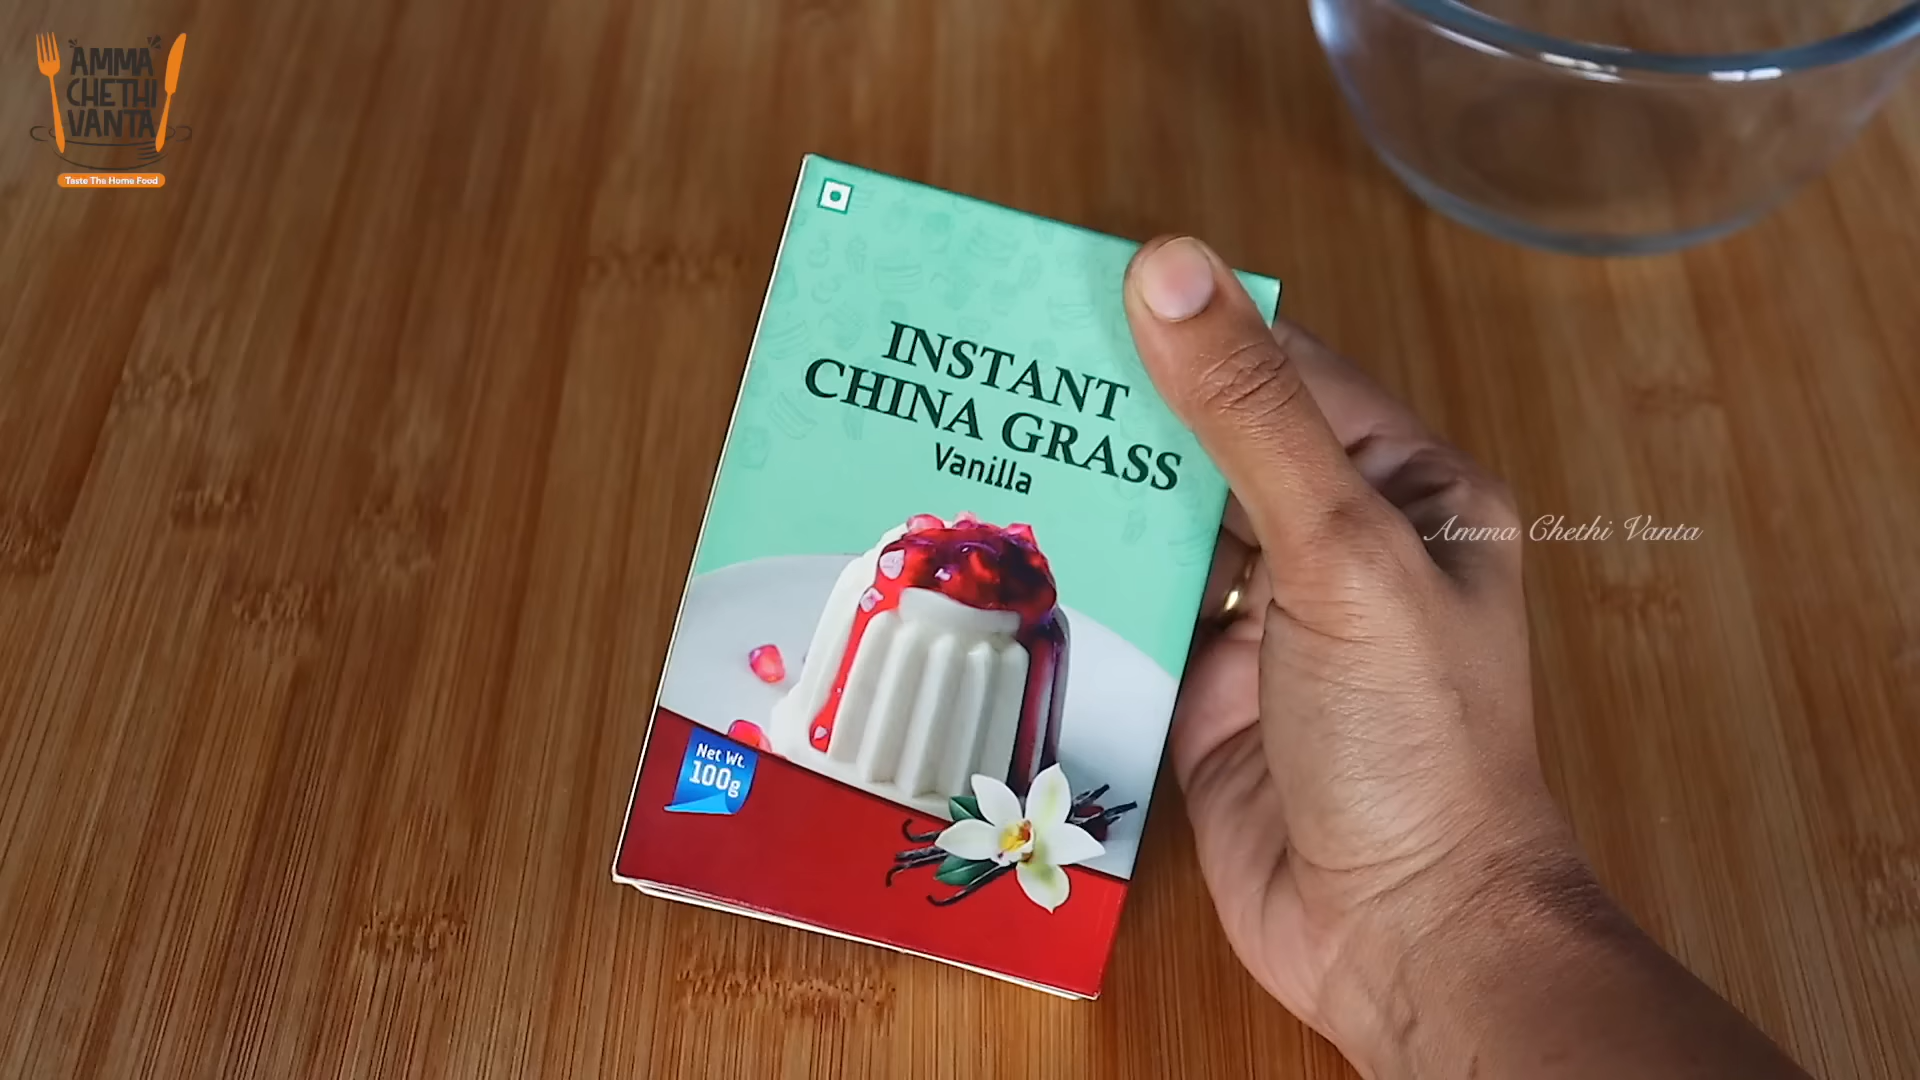 AMMA
CHETHI
VANTA
Taste The Home Food
INSTANT
CHINA GRASS
Vanilla
Amma Chethi Vanta
Net Wt.
100g